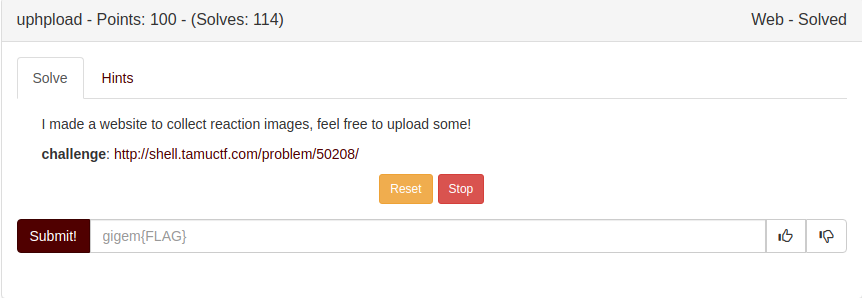 uphpload - Points: 100 - (Solves: 114)
Web - Solved
Solve
Hints
I made a website to collect reaction images, feel free to upload some!
challenge: http://shell.tamuctf.com/problem/50208/
Reset
Stop
Submit!
gigem{FLAG}